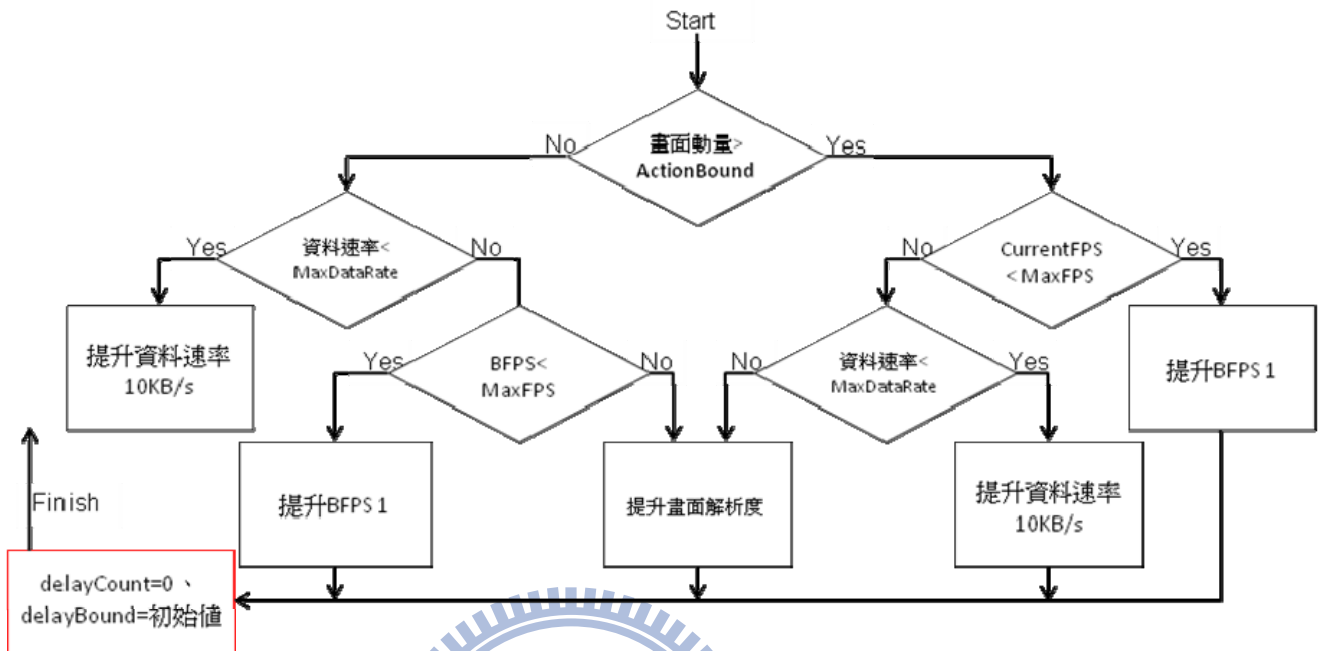 Start
No
畫面動量>
ActionBound
Yes
Yes
資料速率<
MaxDataRate
No
No
CurrentFPS
<MaxFPS
Yes
提升資料速率
10KB/s
Yes
BFPS<
MaxFPS
No
No
資料速率<
MaxDataRate
Yes
提升BFPS 1
Finish
提升BFPS 1
提升畫面解析度
提升資料速率
10KB/s
delayCount=0、
delayBound=初始值